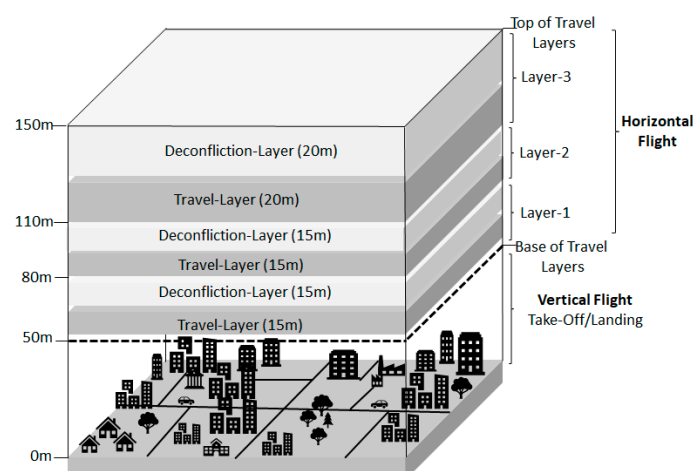 Top of Travel
Layers
Layer-3
Horizontal
Flight
150m
Deconfliction-Layer (20m)
Layer-2
Travel-Layer (20m)
110m
Deconfliction-Layer (15m)
Layer-1
Base of Travel
Layers
Travel-Layer (15m)
80m
Deconfliction-Layer (15m)
Vertical Flight
Take-Off/Landing
Travel-Layer (15m)
50m
0m